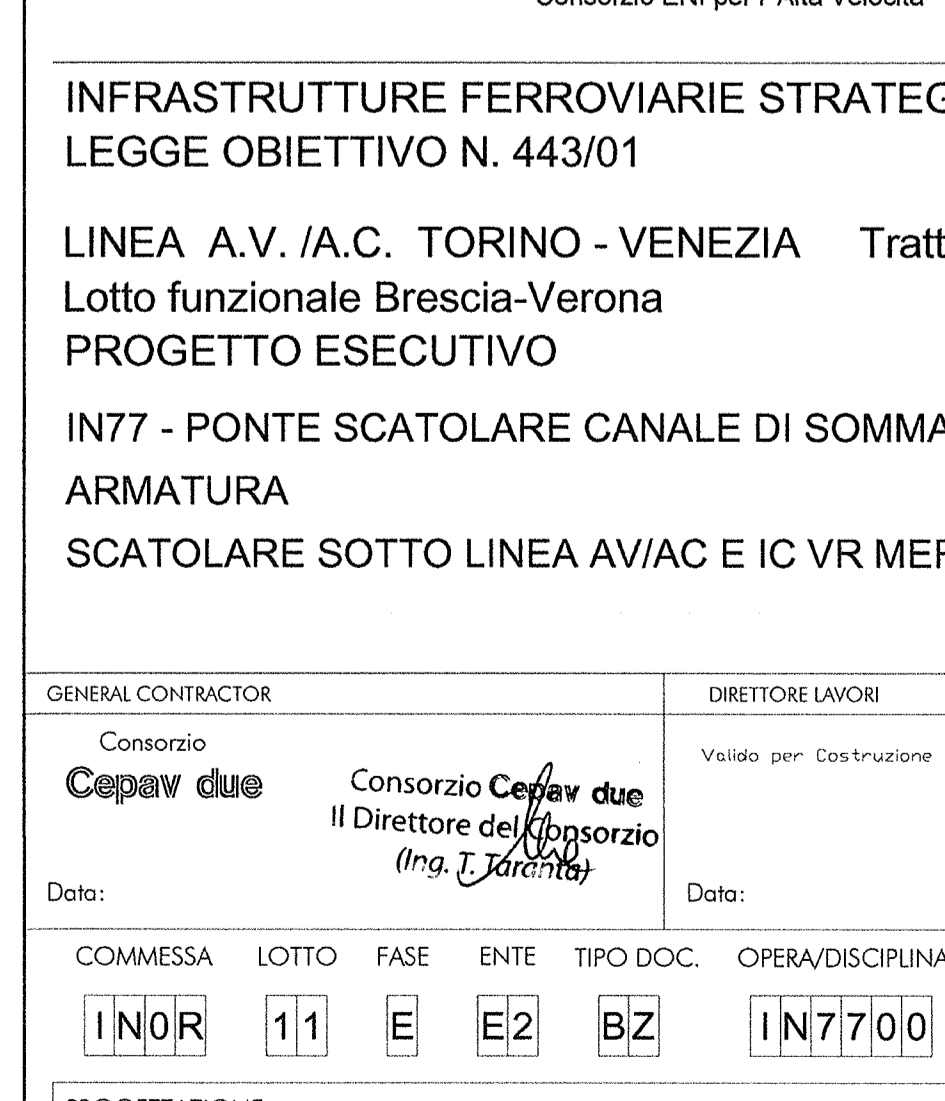 Consorzio ENI per l'Alta Velocità
INFRASTRUTTURE FERROVIARIE STRATEG
LEGGE OBIETTIVO N. 443/01
LINEA A.V. /A.C. TORINO - VENEZIA Tratt
Lotto funzionale Brescia-Verona
PROGETTO ESECUTIVO
IN77 - PONTE SCATOLARE CANALE DI SOMMA
ARMATURA
SCATOLARE SOTTO LINEA AV/AC E IC VR MER
GENERAL CONTRACTOR
DIRETTORE LAVORI
Consorzio
Cepav due
Consorzio Cepav due
Il Direttore del Consorzio
(Ing. T. Taranta)
Data:
Valido per Costruzione
Data:
COMMESSA LOTTO FASE ENTE TIPO DOC. OPERA/DISCIPLINA
IN0R 11 E E2 BZ IN7700
PROGETTAZIONE